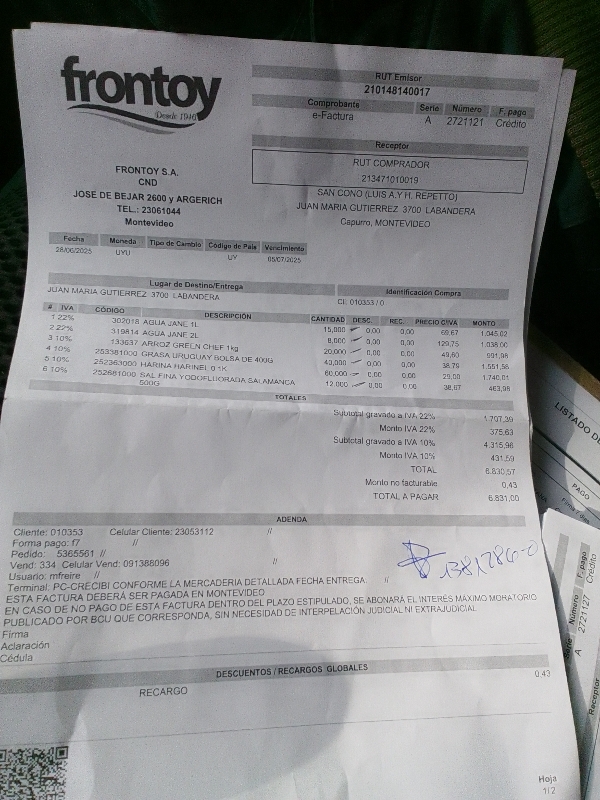 frontoy
Desde 1916
RUT Emisor
210148140017
Comprobante Serie Número F. pago
e-Factura A 2721121 Crédito
Receptor
RUT COMPRADOR
213471010019
SAN CONO (LUIS A.Y H. REPETTO)
JUAN MARIA GUTIERREZ 3700 LABANDERA
Capurro, MONTEVIDEO
FRONTOY S.A.
CND
JOSE DE BEJAR 2600 y ARGERICH
TEL.: 23061044
Montevideo
Fecha Moneda Tipo de Cambio Código de País Vencimiento
28/06/2025 UYU UY 05/07/2025
Lugar de Destino/Entrega
JUAN MARIA GUTIERREZ 3700 LABANDERA
Identificación Compra
CI: 010353 / 0
# IVA CÓDIGO DESCRIPCIÓN CANTIDAD DESC. REC. PRECIO C/IVA MONTO
1 22% 302018 AGUA JANE 1L 15,000 0,00 0,00 69,67 1.045,02
2 22% 319814 AGUA JANE 2L 8,000 0,00 0,00 129,75 1.038,00
3 10% 133637 ARROZ GREEN CHEF 1kg 20,000 0,00 0,00 49,60 991,98
4 10% 253381000 GRASA URUGUAY BOLSA DE 400G 40,000 0,00 0,00 38,79 1.551,56
5 10% 252363000 HARINA HARINEL 0 1K 60,000 0,00 0,00 29,00 1.740,01
6 10% 252681000 SAL FINA YODOFLUORADA SALAMANCA 12,000 0,00 0,00 38,67 463,98
500G
TOTALES
Subtotal gravado a IVA 22% 1.707,39
Monto IVA 22% 375,63
Subtotal gravado a IVA 10% 4.315,96
Monto IVA 10% 431,59
TOTAL 6.830,57
Monto no facturable 0,43
TOTAL A PAGAR 6.831,00
ADENDA
Cliente: 010353 Celular Cliente: 23053112 //
Forma pago: f7
Pedido: 5365561 //
Vend: 334 Celular Vend: 091388096 //
Usuario: mfreire //
Terminal: PC-CRECIBI CONFORME LA MERCADERIA DETALLADA FECHA ENTREGA: //
ESTA FACTURA DEBERÁ SER PAGADA EN MONTEVIDEO
EN CASO DE NO PAGO DE ESTA FACTURA DENTRO DEL PLAZO ESTIPULADO, SE ABONARÁ EL INTERÉS MÁXIMO MORATORIO
PUBLICADO POR BCU QUE CORRESPONDA, SIN NECESIDAD DE INTERPELACIÓN JUDICIAL NI EXTRAJUDICIAL
Firma
Aclaración
Cédula
DESCUENTOS / RECARGOS GLOBALES
RECARGO 0,43
Hoja
1/2
LISTADO DE
PAGO
F. pago
Serie Número
A 2721127
Receptor